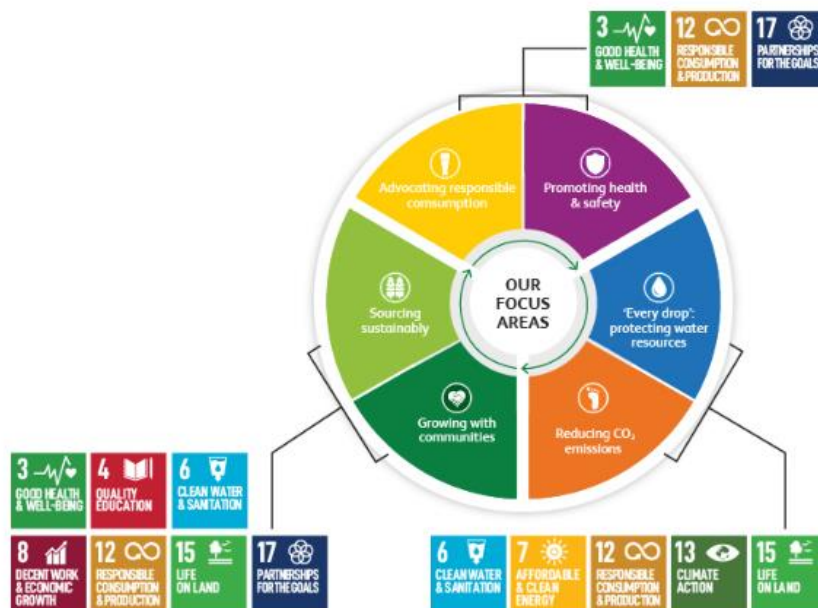 3
GOOD HEALTH
& WELL-BEING
12
RESPONSIBLE
CONSUMPTION
& PRODUCTION
17
PARTNERSHIPS
FOR THE GOALS
Advocating responsible
comsumption
Promoting health
& safety
Sourcing
sustainably
OUR
FOCUS
AREAS
'Every drop':
protecting water
resources
Growing with
communities
Reducing CO₂
emissions
3
GOOD HEALTH
& WELL-BEING
4
QUALITY
EDUCATION
6
CLEAN WATER
& SANITATION
8
DECENT WORK
& ECONOMIC
GROWTH
12
RESPONSIBLE
CONSUMPTION
& PRODUCTION
15
LIFE
ON LAND
17
PARTNERSHIPS
FOR THE GOALS
6
CLEAN WATER
& SANITATION
7
AFFORDABLE
& CLEAN
ENERGY
12
RESPONSIBLE
CONSUMPTION
& PRODUCTION
13
CLIMATE
ACTION
15
LIFE
ON LAND